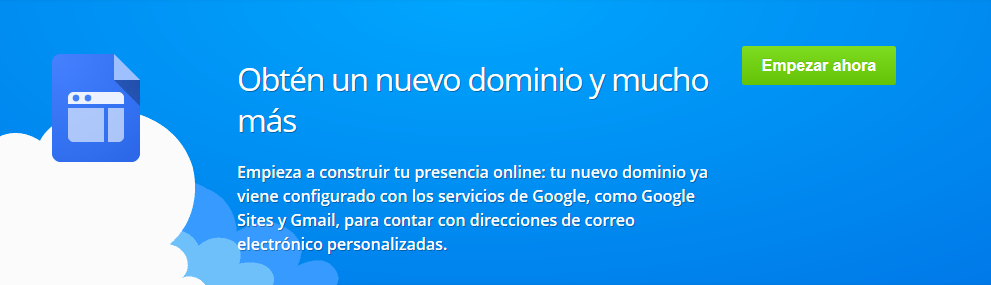 Obtén un nuevo dominio y mucho
más
Empezar ahora
Empieza a construir tu presencia online: tu nuevo dominio ya
viene configurado con los servicios de Google, como Google
Sites y Gmail, para contar con direcciones de correo
electrónico personalizadas.